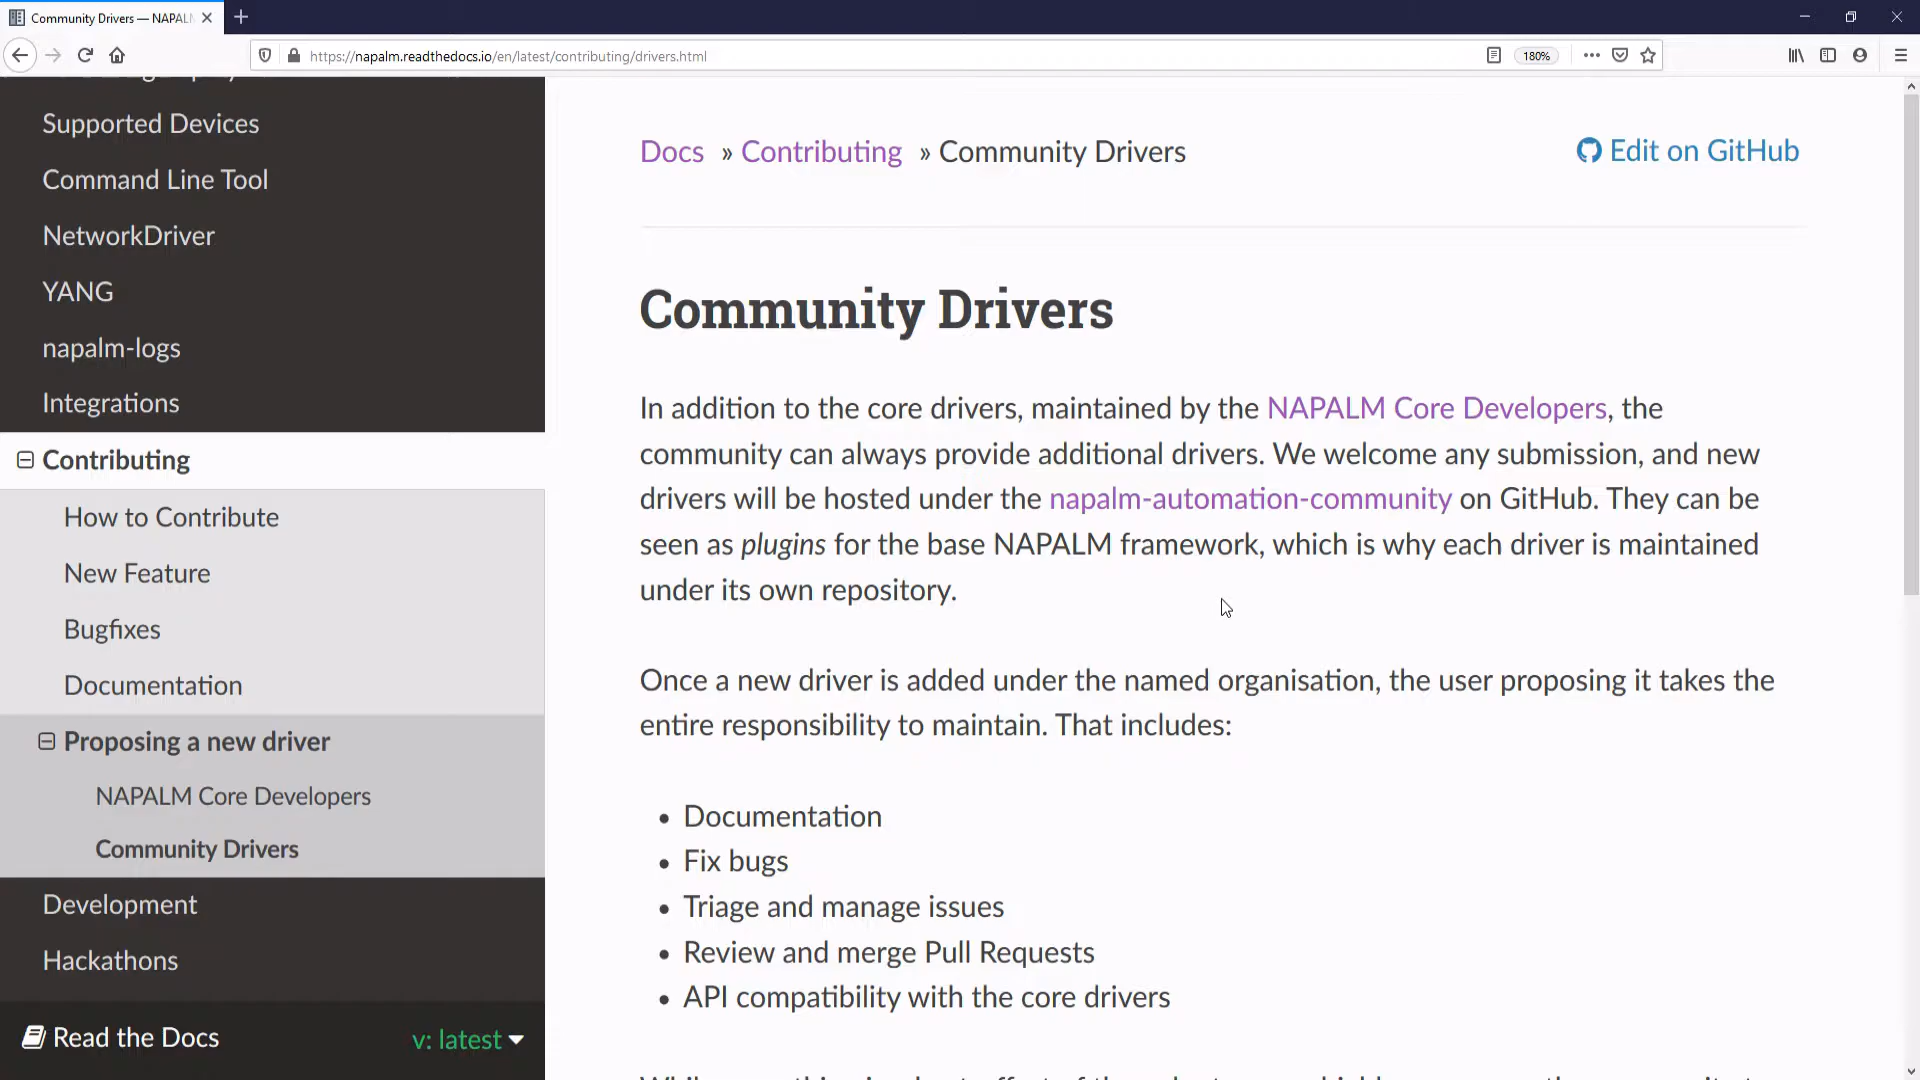 Community Drivers — NAPAL
https://napalm.readthedocs.io/en/latest/contributing/drivers.html
180%
Supported Devices
Command Line Tool
NetworkDriver
YANG
napalm-logs
Integrations
Contributing
How to Contribute
New Feature
Bugfixes
Documentation
Proposing a new driver
NAPALM Core Developers
Community Drivers
Development
Hackathons
Read the Docs
v: latest
Docs » Contributing » Community Drivers
Edit on GitHub
Community Drivers
In addition to the core drivers, maintained by the NAPALM Core Developers, the
community can always provide additional drivers. We welcome any submission, and new
drivers will be hosted under the napalm-automation-community on GitHub. They can be
seen as plugins for the base NAPALM framework, which is why each driver is maintained
under its own repository.
Once a new driver is added under the named organisation, the user proposing it takes the
entire responsibility to maintain. That includes:
• Documentation
• Fix bugs
• Triage and manage issues
• Review and merge Pull Requests
• API compatibility with the core drivers